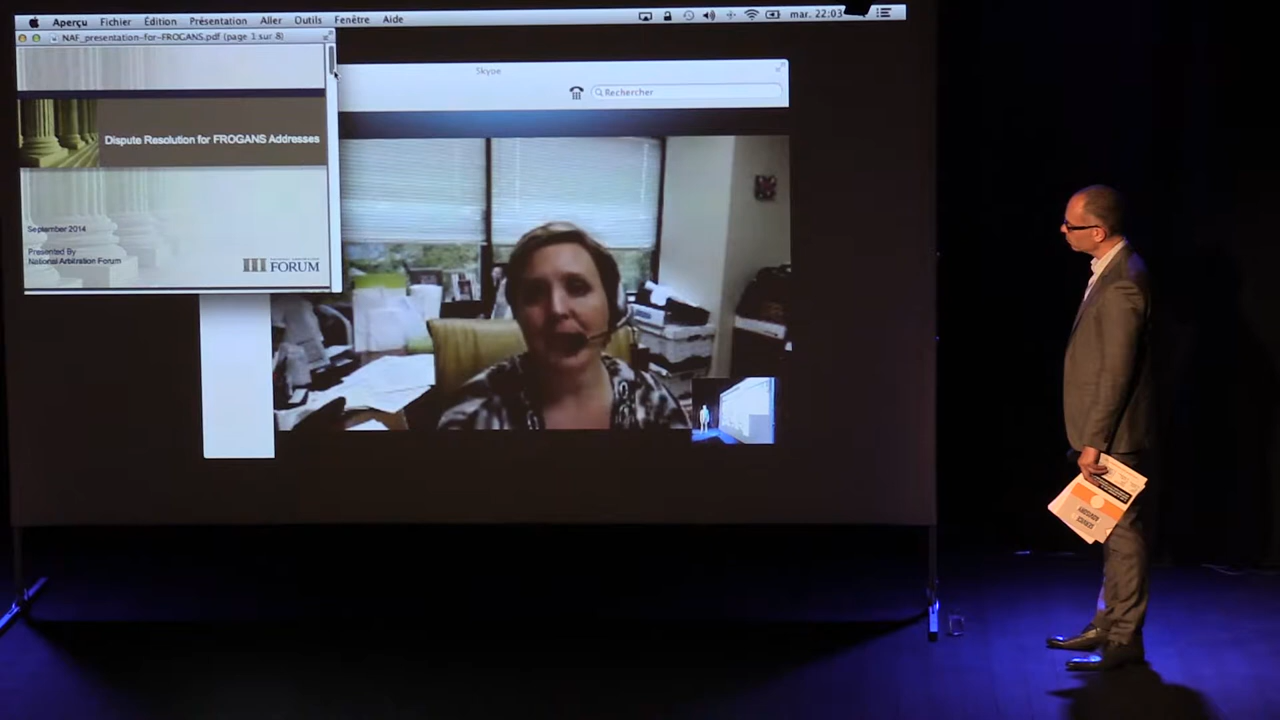 Aperçu Fichier Édition Présentation Aller Outils Fenêtre Aide mar. 22:03
NAF_presentation-for-FROGANS.pdf (page 1 sur 8)
Skype
Rechercher
Dispute Resolution for FROGANS Addresses
September 2014
Presented By
National Arbitration Forum
FORUM